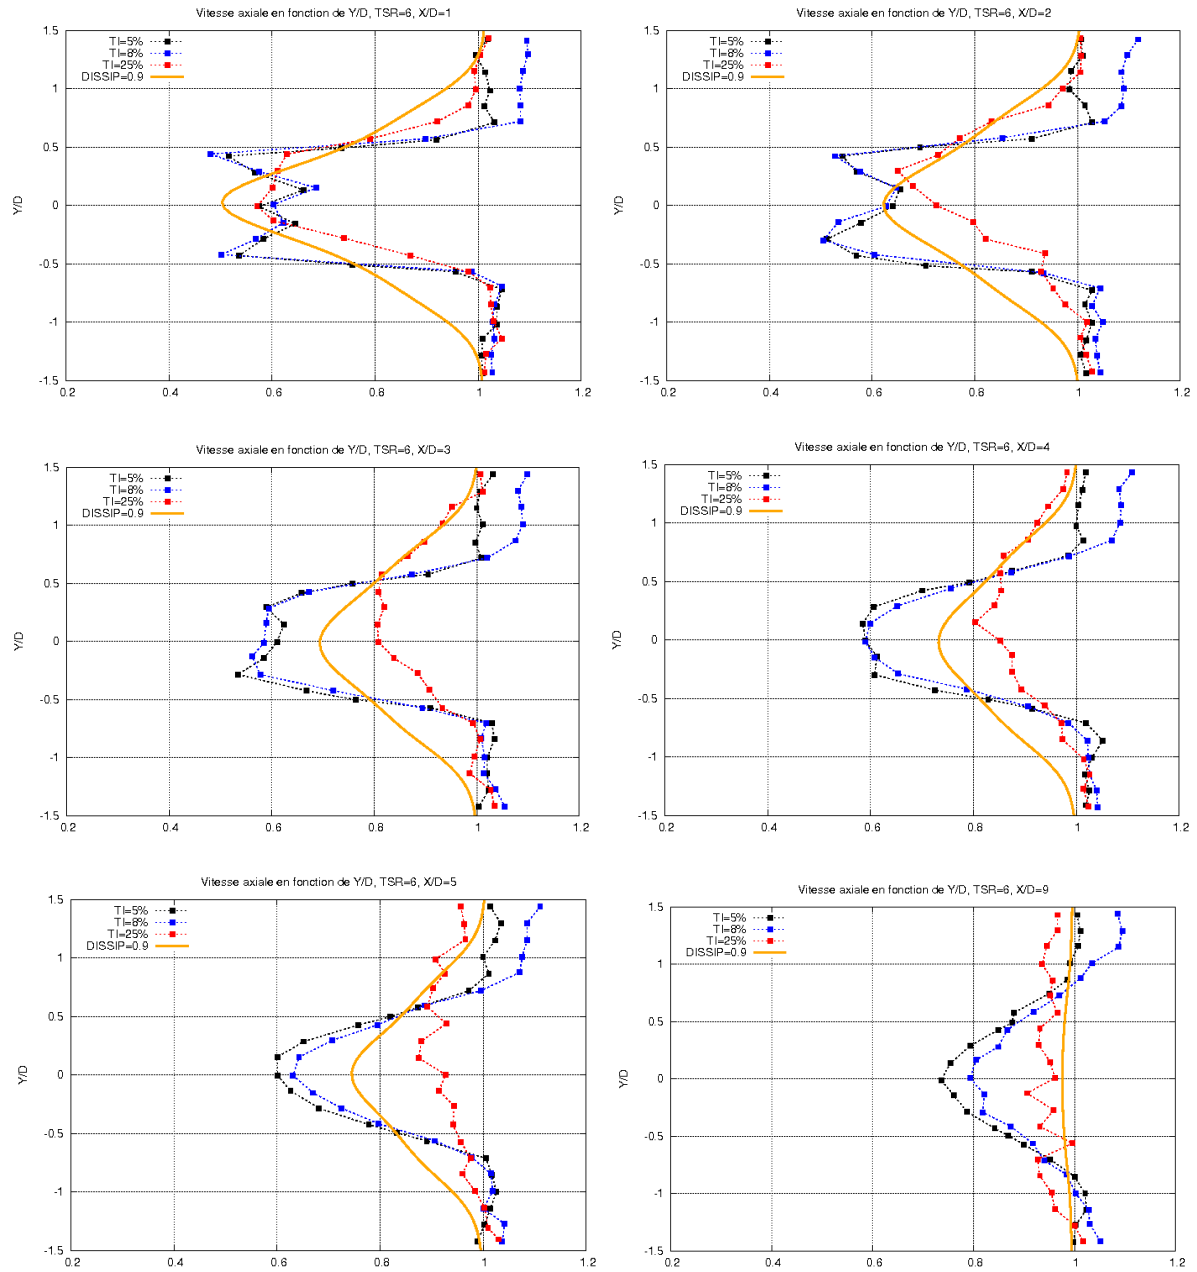 Vitesse axiale en fonction de Y/D, TSR=6, X/D=1
TI=5%
TI=8%
TI=25%
DISSIP=0.9
Y/D
1.5
1
0.5
0
-0.5
-1
-1.5
0.2 0.4 0.6 0.8 1 1.2
Vitesse axiale en fonction de Y/D, TSR=6, X/D=2
TI=5%
TI=8%
TI=25%
DISSIP=0.9
Y/D
1.5
1
0.5
0
-0.5
-1
-1.5
0.2 0.4 0.6 0.8 1 1.2
Vitesse axiale en fonction de Y/D, TSR=6, X/D=3
TI=5%
TI=8%
TI=25%
DISSIP=0.9
Y/D
1.5
1
0.5
0
-0.5
-1
-1.5
0.2 0.4 0.6 0.8 1 1.2
Vitesse axiale en fonction de Y/D, TSR=6, X/D=4
TI=5%
TI=8%
TI=25%
DISSIP=0.9
Y/D
1.5
1
0.5
0
-0.5
-1
-1.5
0.2 0.4 0.6 0.8 1 1.2
Vitesse axiale en fonction de Y/D, TSR=6, X/D=5
TI=5%
TI=8%
TI=25%
DISSIP=0.9
Y/D
1.5
1
0.5
0
-0.5
-1
-1.5
0.2 0.4 0.6 0.8 1 1.2
Vitesse axiale en fonction de Y/D, TSR=6, X/D=9
TI=5%
TI=8%
TI=25%
DISSIP=0.9
Y/D
1.5
1
0.5
0
-0.5
-1
-1.5
0.2 0.4 0.6 0.8 1 1.2